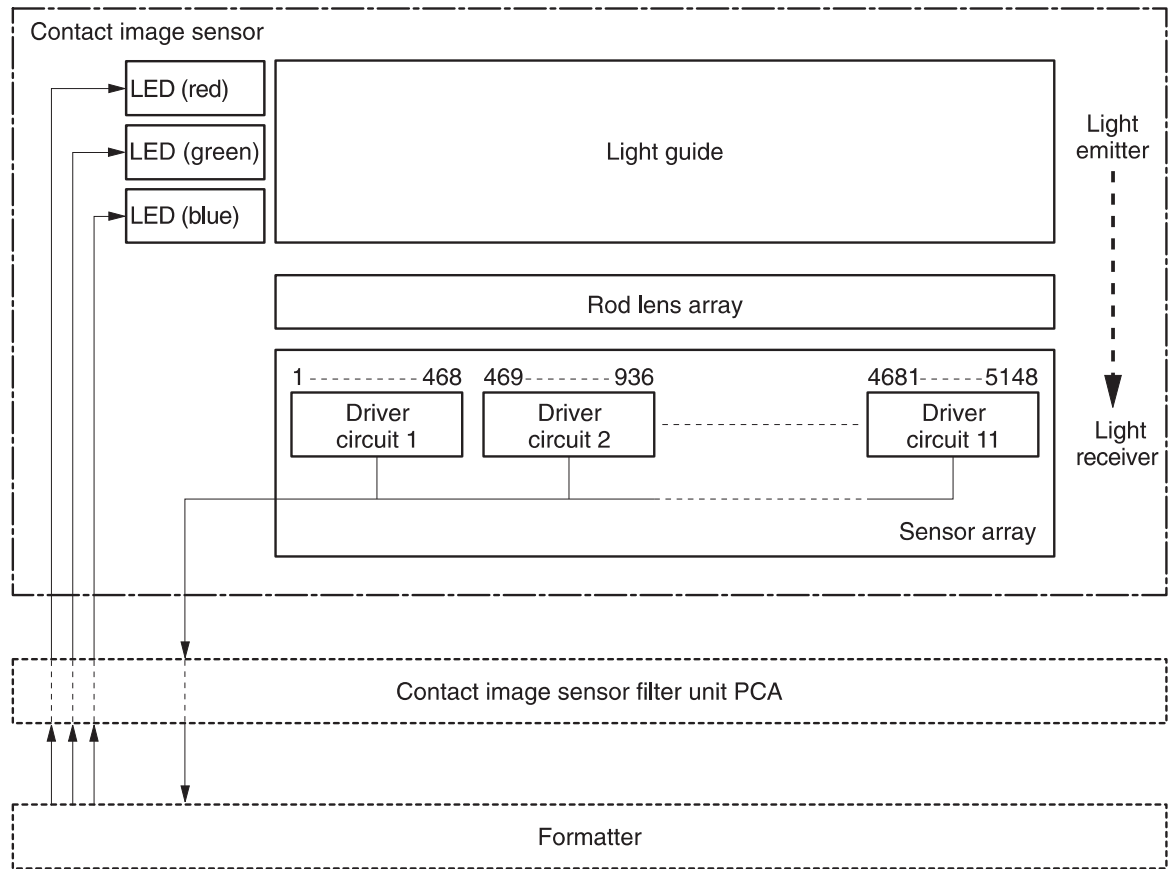 Contact image sensor
LED (red)
LED (green)
LED (blue)
Light guide
Light
emitter
Rod lens array
1 468 469 936 4681 5148
Driver
circuit 1
Driver
circuit 2
Driver
circuit 11
Light
receiver
Sensor array
Contact image sensor filter unit PCA
Formatter